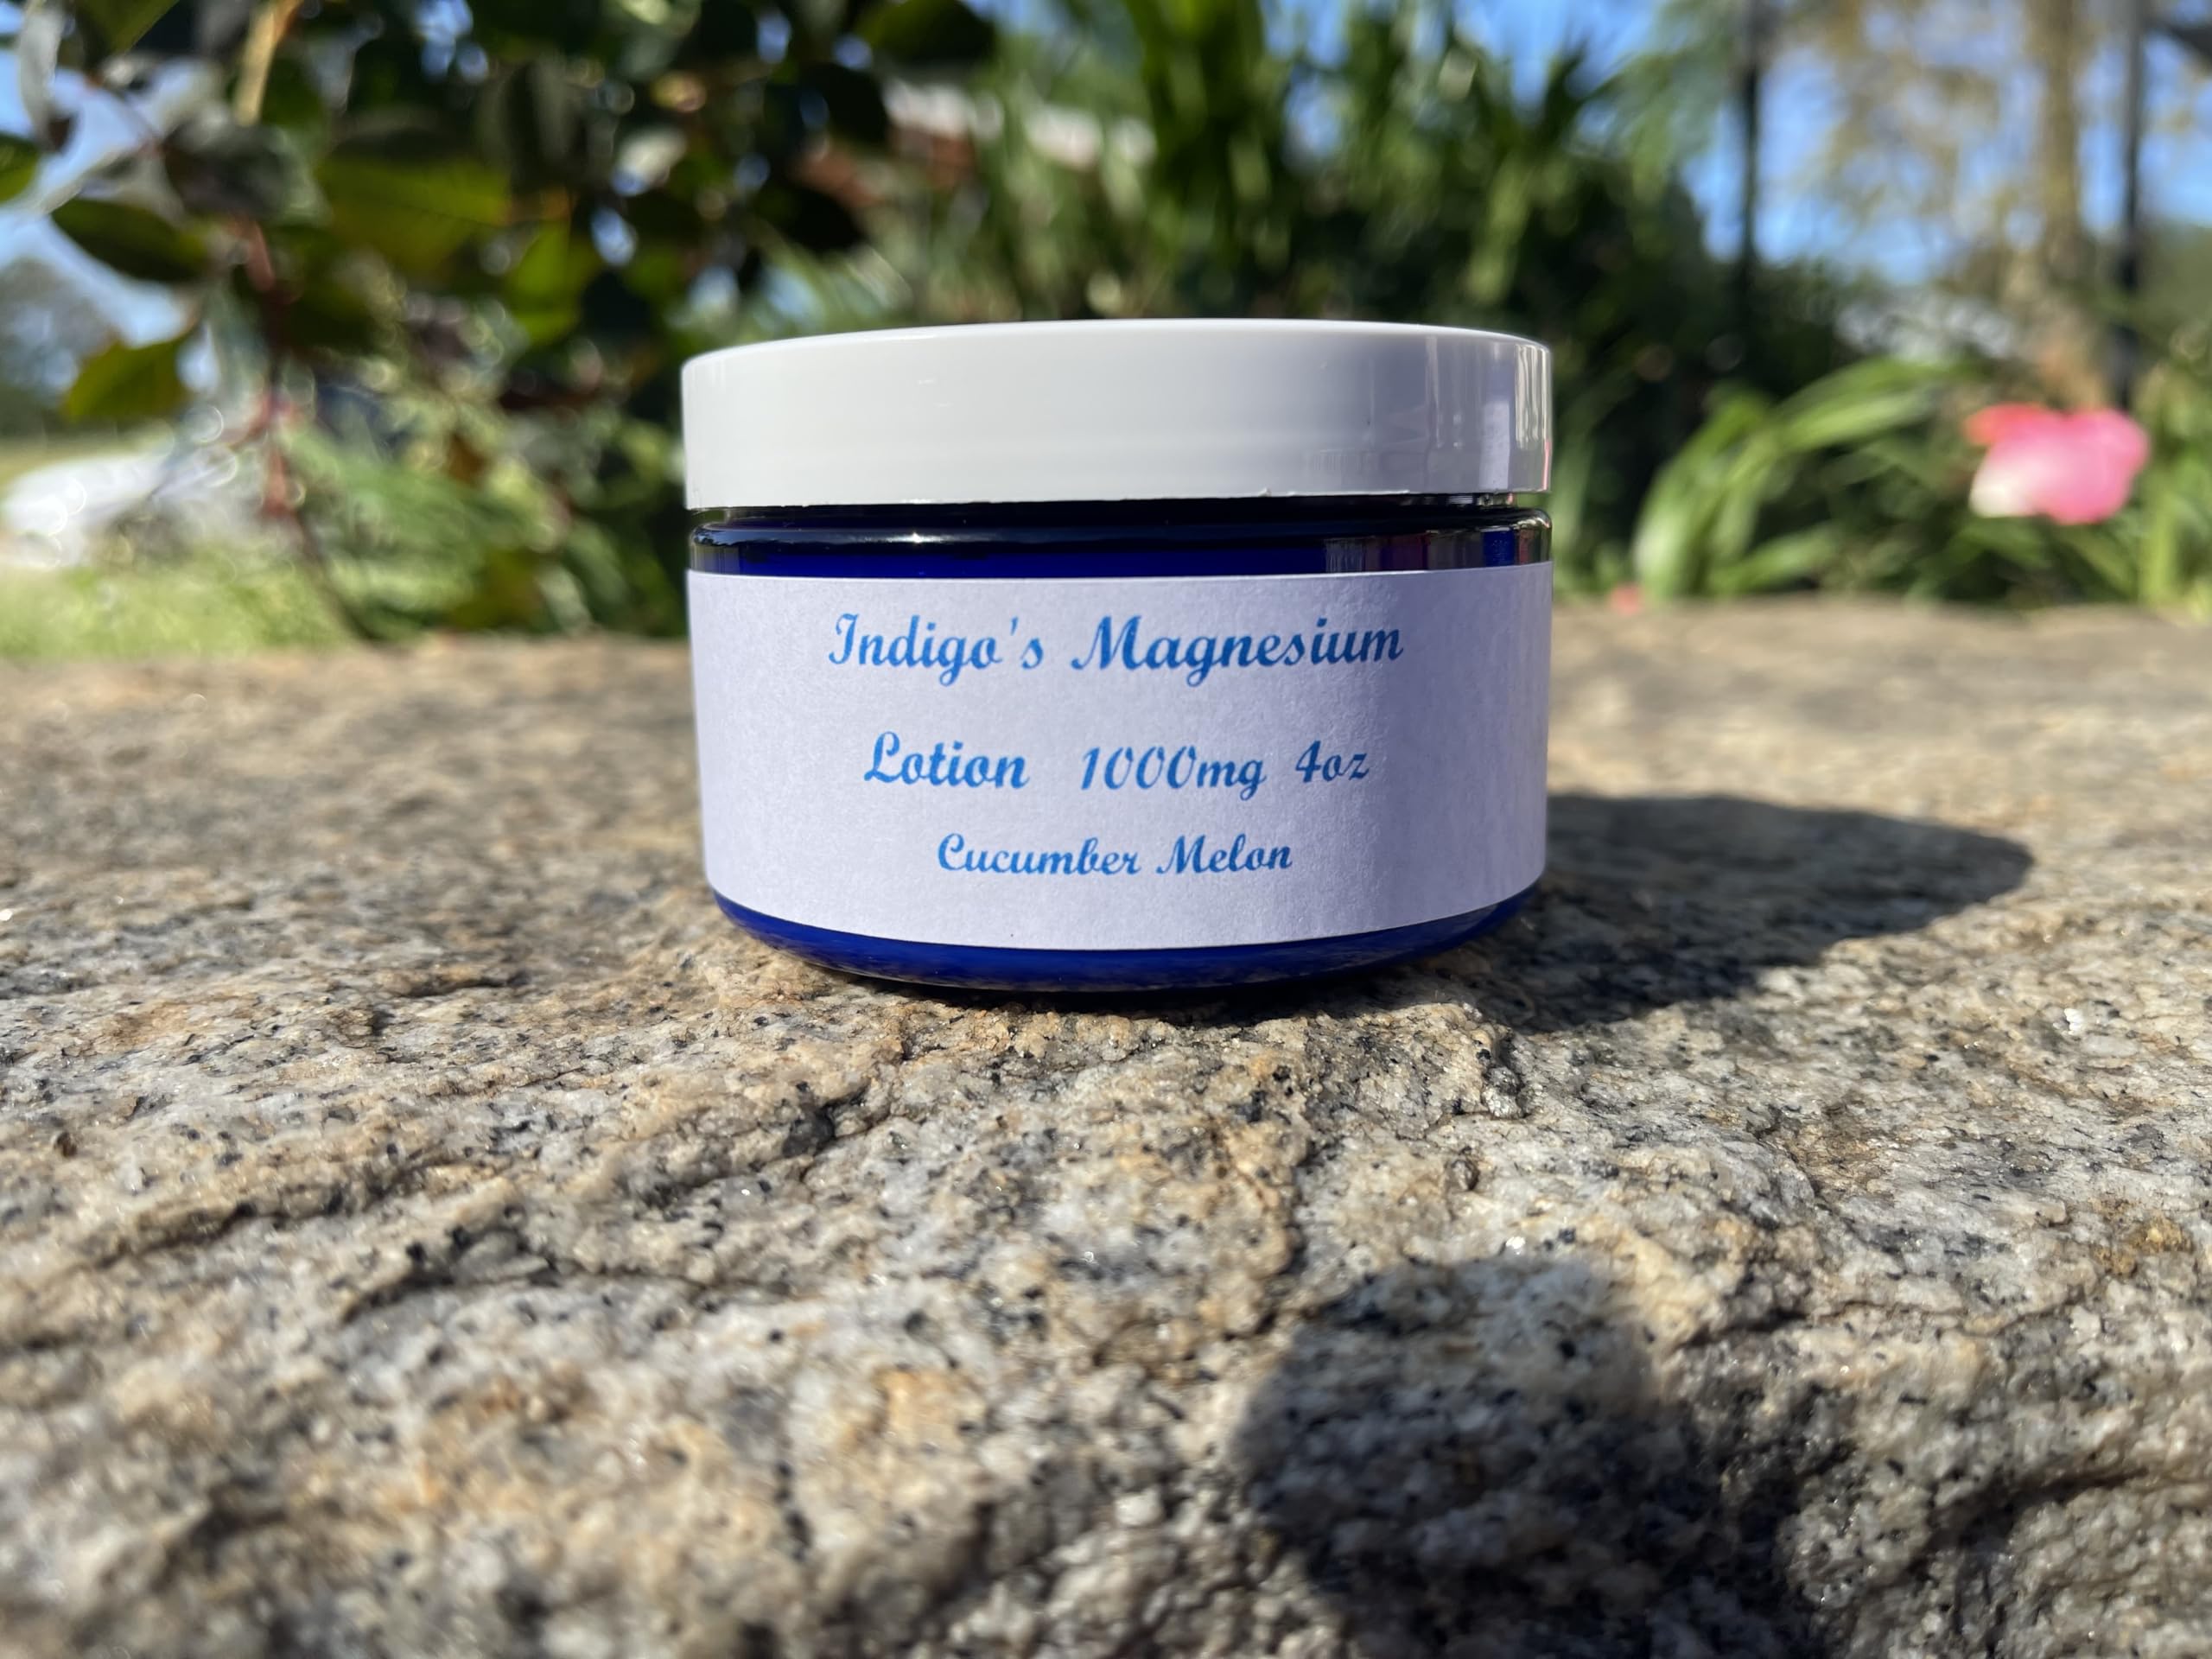 Indigo's Magnesium
Lotion 1000mg 4oz
Cucumber Melon